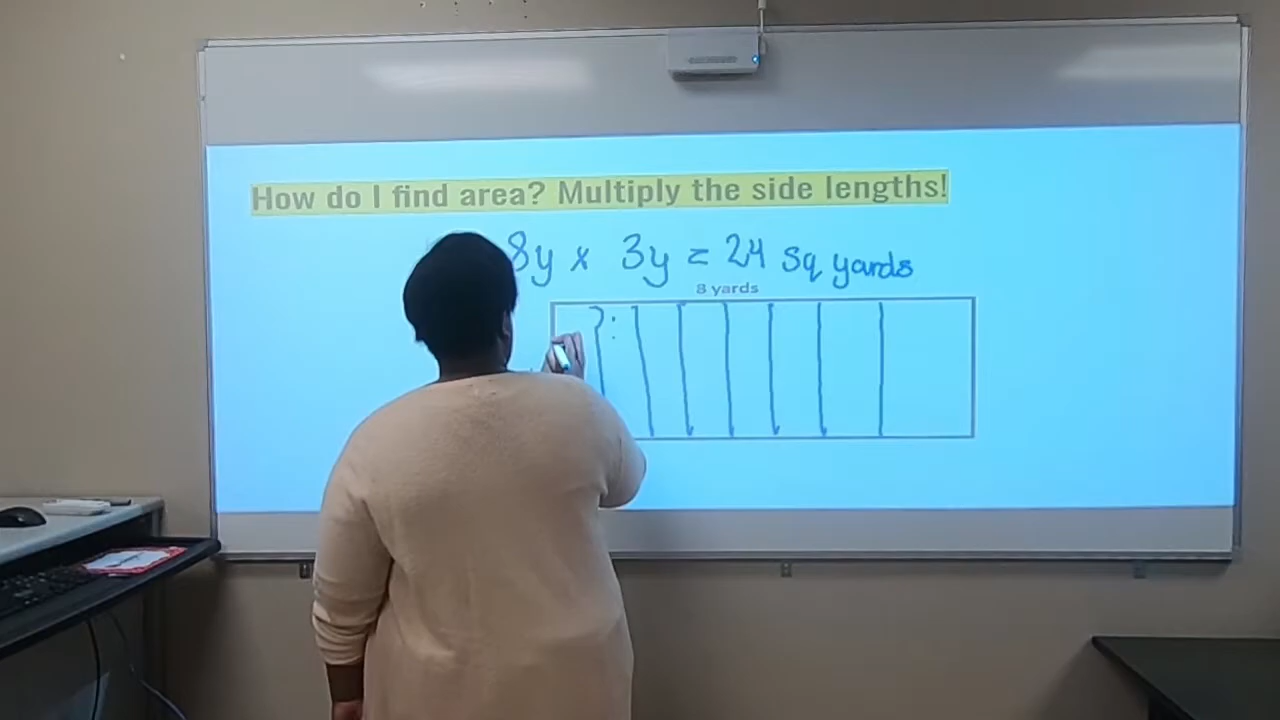 How do I find area? Multiply the side lengths!
8y x 3y = 24 sq yards
8 yards